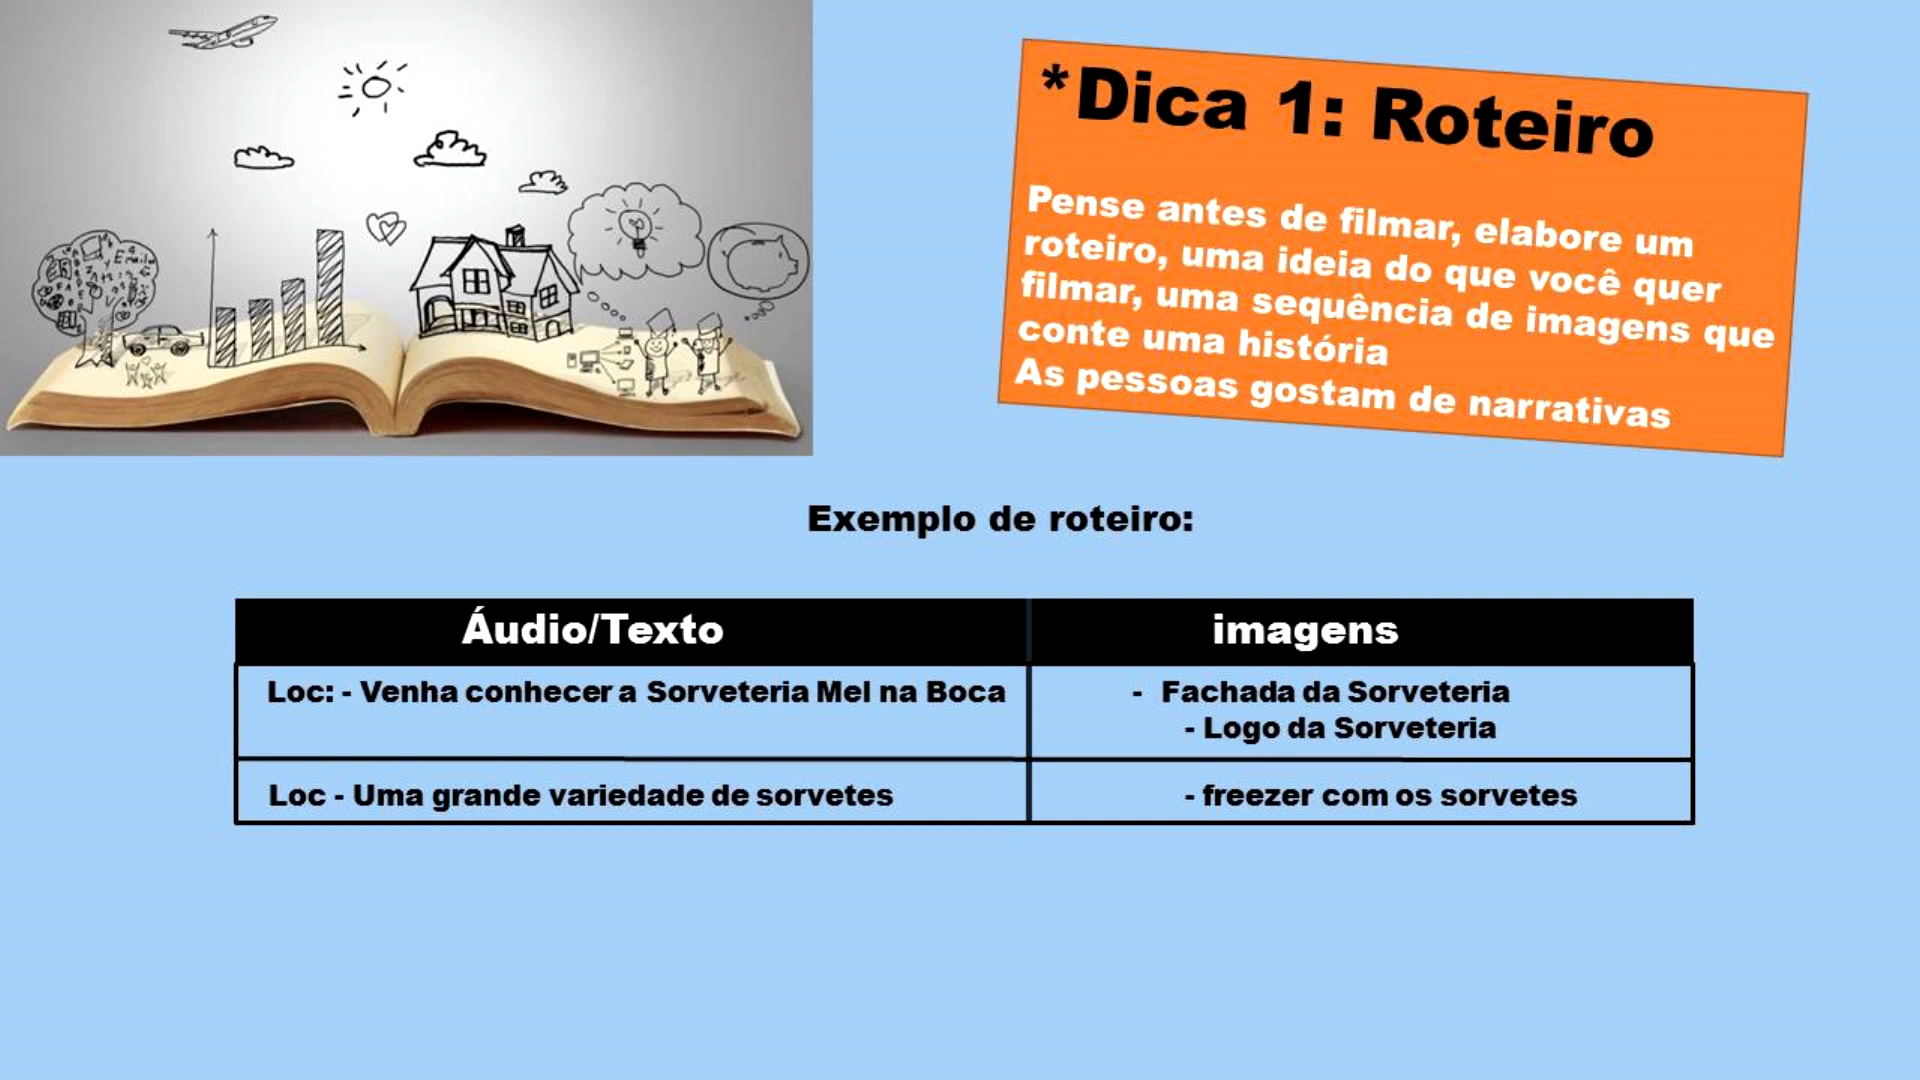 *Dica 1: Roteiro
Pense antes de filmar, elabore um
roteiro, uma ideia do que você quer
filmar, uma sequência de imagens que
conte uma história
As pessoas gostam de narrativas
Exemplo de roteiro:
Áudio/Texto
imagens
Loc: - Venha conhecer a Sorveteria Mel na Boca
- Fachada da Sorveteria
- Logo da Sorveteria
Loc - Uma grande variedade de sorvetes
- freezer com os sorvetes